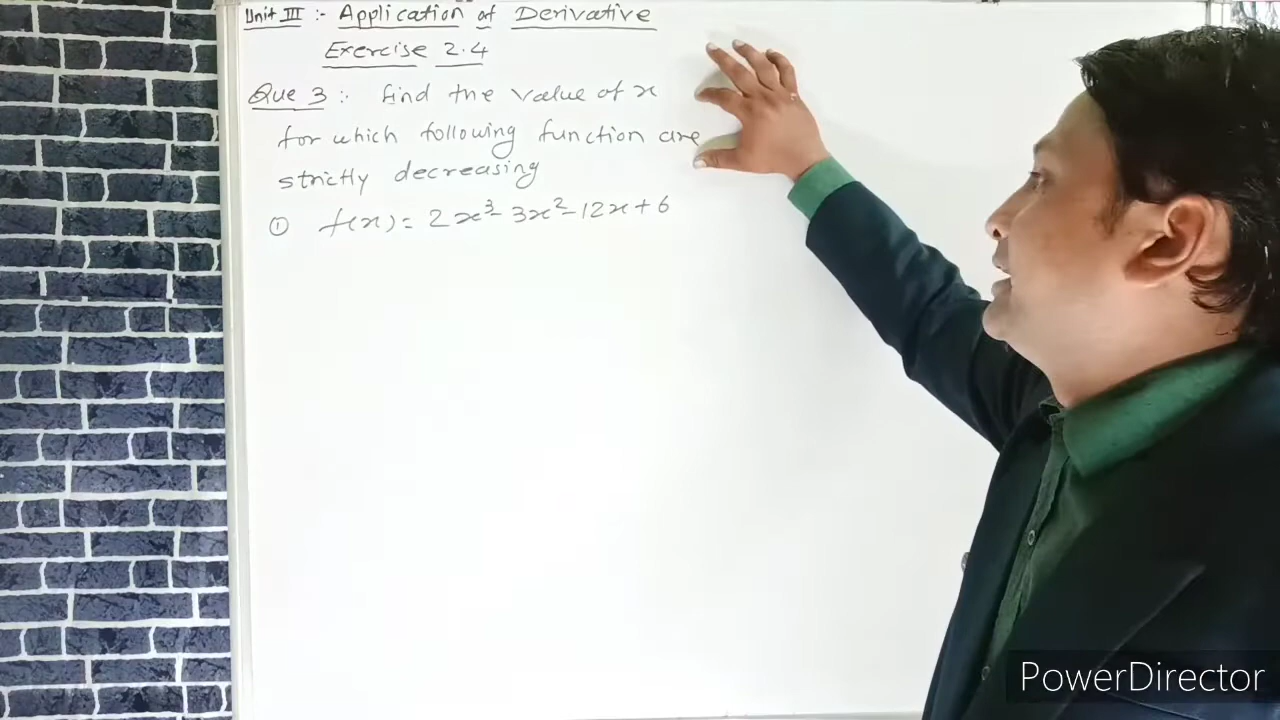 Unit III :- Application of Derivative
Exercise 2.4
Que 3 :- find the value of x
for which following function are
strictly decreasing
① f(x) = 2x³ - 3x² - 12x + 6
PowerDirector